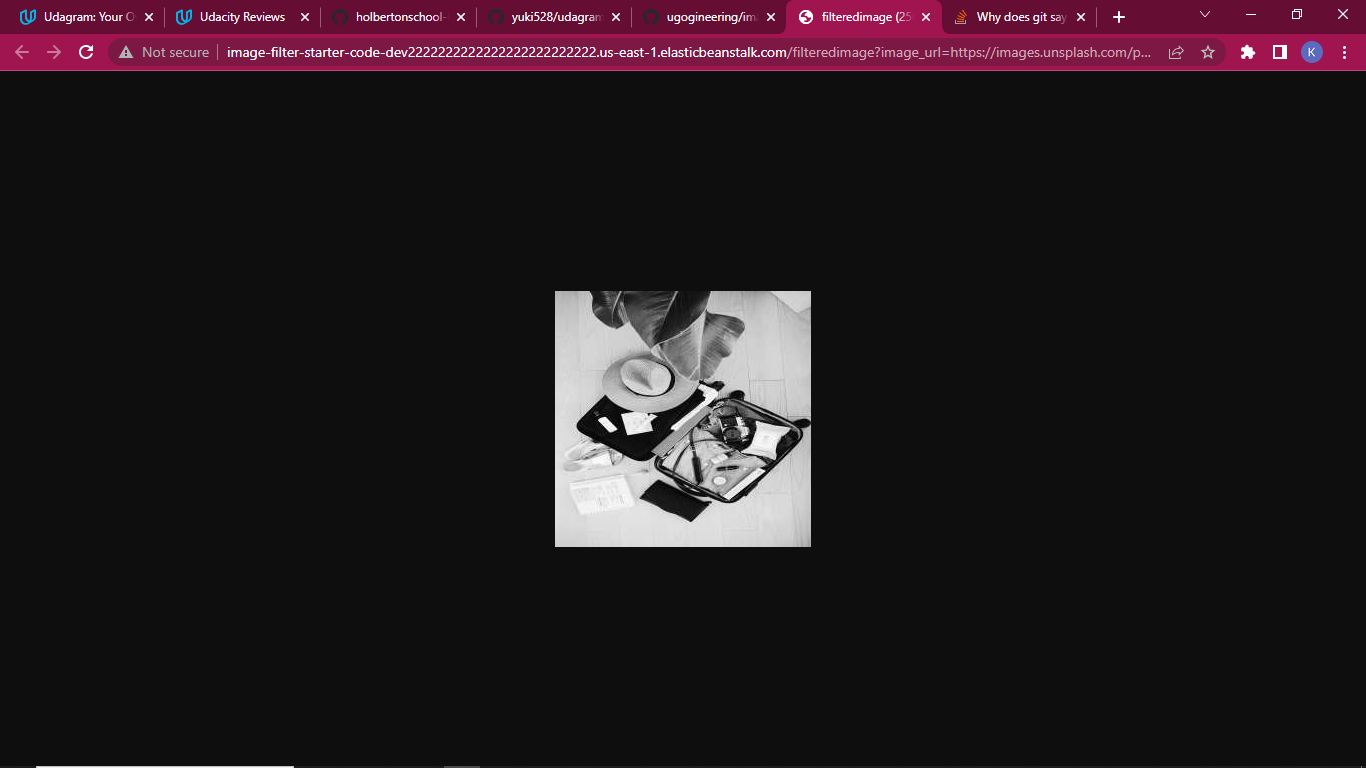 Udagram: Your O
Udacity Reviews
holbertonschool-
yuki528/udagram
ugogineering/im
filteredimage (25
Why does git say
Not secure
image-filter-starter-code-dev2222222222222222222222222.us-east-1.elasticbeanstalk.com/filteredimage?image_url=https://images.unsplash.com/p...
K